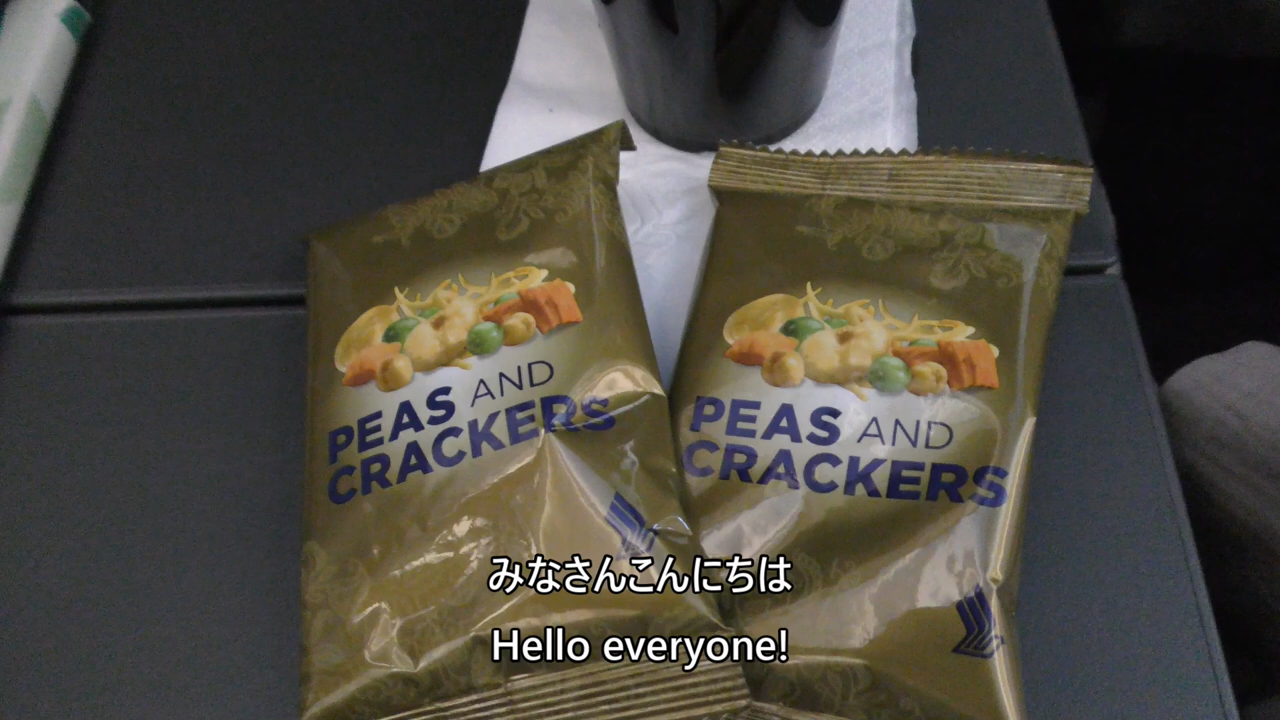 PEAS AND
CRACKERS
PEAS AND
CRACKERS
みなさんこんにちは
Hello everyone!